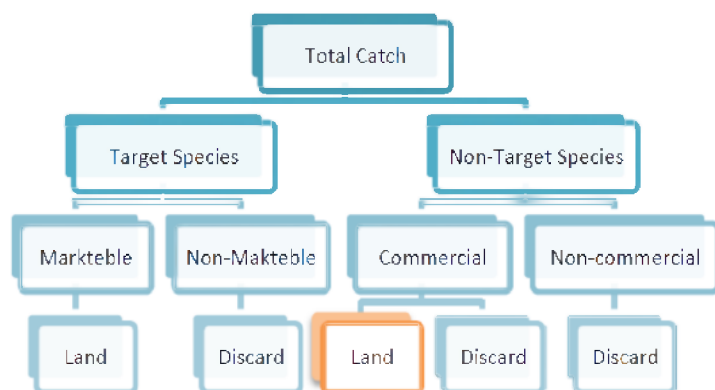 Total Catch
Target Species
Non-Target Species
Markteble
Non-Makteble
Commercial
Non-commercial
Land
Discard
Land
Discard
Discard